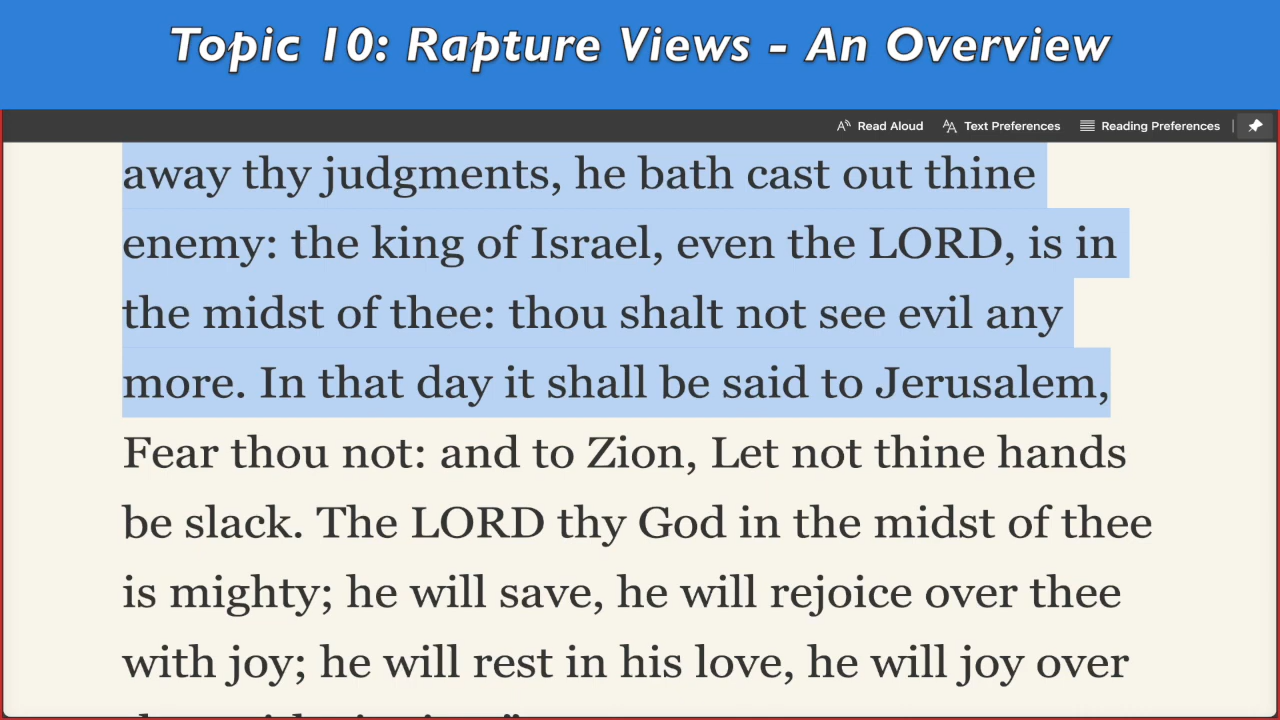 Topic 10: Rapture Views - An Overview
Read Aloud Text Preferences Reading Preferences
away thy judgments, he bath cast out thine
enemy: the king of Israel, even the LORD, is in
the midst of thee: thou shalt not see evil any
more. In that day it shall be said to Jerusalem,
Fear thou not: and to Zion, Let not thine hands
be slack. The LORD thy God in the midst of thee
is mighty; he will save, he will rejoice over thee
with joy; he will rest in his love, he will joy over